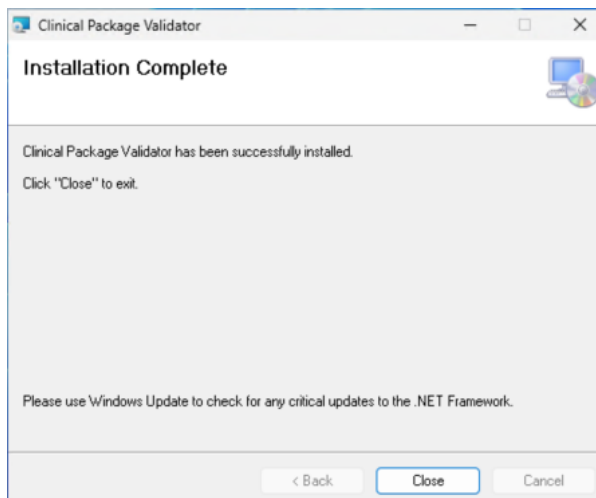 Clinical Package Validator
Installation Complete
Clinical Package Validator has been successfully installed.
Click "Close" to exit.
Please use Windows Update to check for any critical updates to the .NET Framework.
< Back
Close
Cancel